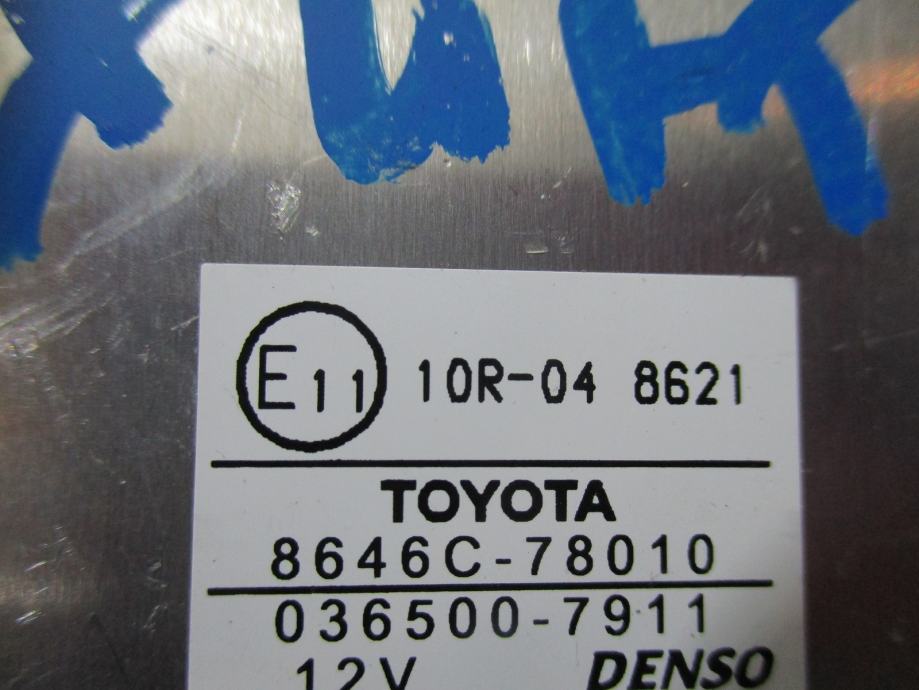 E11 10R-04 8621
TOYOTA
8646C-78010
036500-7911
12V DENSO